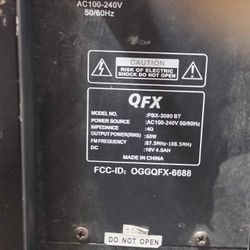 AC100-240V
50/60Hz
CAUTION
RISK OF ELECTRIC
SHOCK DO NOT OPEN
QFX
MODEL NO. :PBX-3080 BT
POWER SOURCE :AC100-240V 50/60Hz
IMPEDANCE :4Ω
OUTPUT POWER(RMS) :60W
FM FREQUENCY :87.5MHz-108.5MHz
DC :18V 4.5AH
MADE IN CHINA
FCC-ID: OGGQFX-6688
DO NOT OPEN